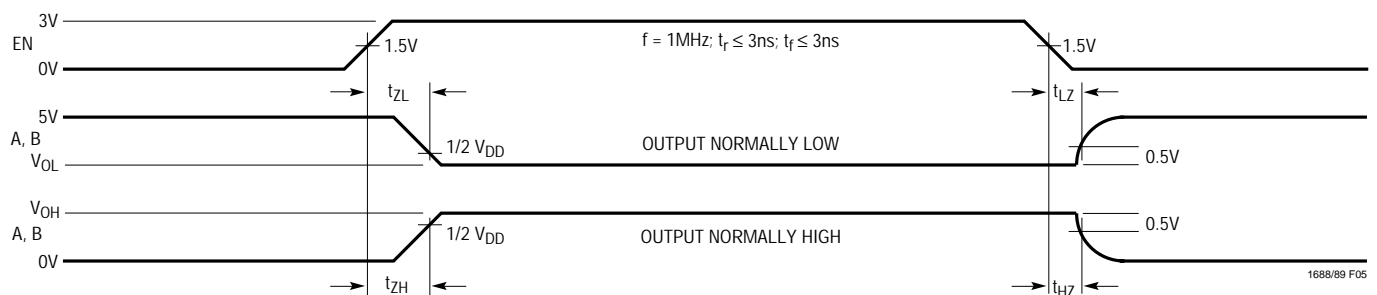 3V
EN
1.5V
f = 1MHz; tr ≤ 3ns; tf ≤ 3ns
1.5V
0V
tZL
tLZ
5V
A, B
1/2 VDD
OUTPUT NORMALLY LOW
0.5V
VOL
VOH
0.5V
A, B
1/2 VDD
OUTPUT NORMALLY HIGH
0V
1688/89 F05
tZH
tHZ